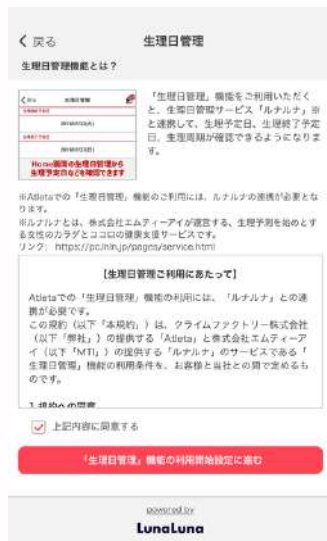 く 戻る
生理日管理
生理日管理機能とは？
生理日管理
Home画面の生理日管理から
生理予定日などを確認できます
「生理日管理」機能をご利用いただく
と、生理日管理サービス「ルナルナ」※
と連携して、生理予定日、生理終了予定
日、生理周期が確認できるようになりま
す。
※Atletaでの「生理日管理」機能のご利用には、ルナルナの連携が必要とな
ります。
※ルナルナとは、株式会社エムティーアイが運営する、生理予測を始めとす
る女性のカラダとココロの健康支援サービスです。
リンク: https://pc.hln.jp/pages/service.html
【生理日管理ご利用にあたって】
Atletaでの「生理日管理」機能の利用には、「ルナルナ」との連
携が必要です。
この規約（以下「本規約」）は、クライムファクトリー株式会社
（以下「弊社」）の提供する「Atleta」と株式会社エムティーア
イ（以下「MTI」）の提供する「ルナルナ」のサービスである「
生理日管理」機能の利用条件を、お客様と当社との間で定めるも
のです。
1.規約への同意
上記内容に同意する
「生理日管理」機能の利用開始設定に進む
powered by
LunaLuna